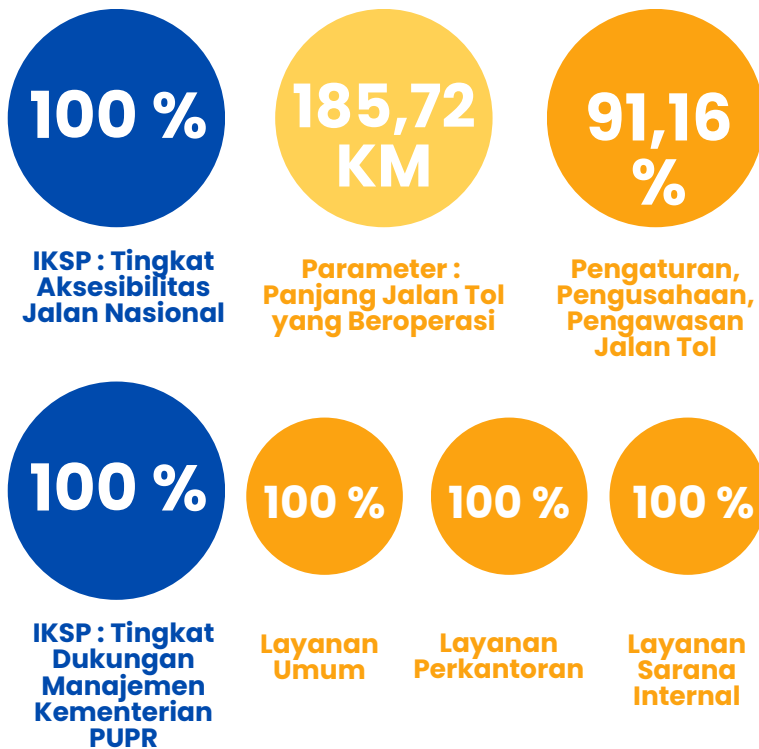 100 %
185,72
KM
91,16
%
IKSP : Tingkat
Aksesibilitas
Jalan Nasional
Parameter :
Panjang Jalan Tol
yang Beroperasi
Pengaturan,
Pengusahaan,
Pengawasan
Jalan Tol
100 %
100 %
100 %
100 %
IKSP : Tingkat
Dukungan
Manajemen
Kementerian
PUPR
Layanan
Umum
Layanan
Perkantoran
Layanan
Sarana
Internal